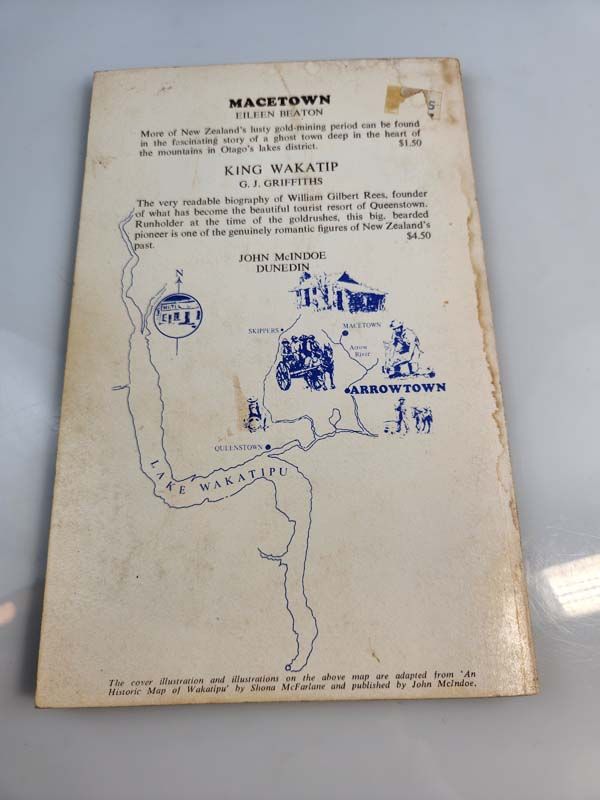 MACETOWN
EILEEN BEATON
More of New Zealand's lusty gold-mining period can be found
in the fascinating story of a ghost town deep in the heart of
the mountains in Otago's lakes district. $1.50
KING WAKATIP
G. J. GRIFFITHS
The very readable biography of William Gilbert Rees, founder
of what has become the beautiful tourist resort of Queenstown.
Runholder at the time of the goldrushes, this big, bearded
pioneer is one of the genuinely romantic figures of New Zealand's
past. $4.50
JOHN McINDOE
DUNEDIN
N
SKIPPERS
MACETOWN
Arrow
River
ARROWTOWN
QUEENSTOWN
LAKE WAKATIPU
The cover illustration and illustrations on the above map are adapted from 'An
Historic Map of Wakatipu' by Shona McFarlane and published by John McIndoe.